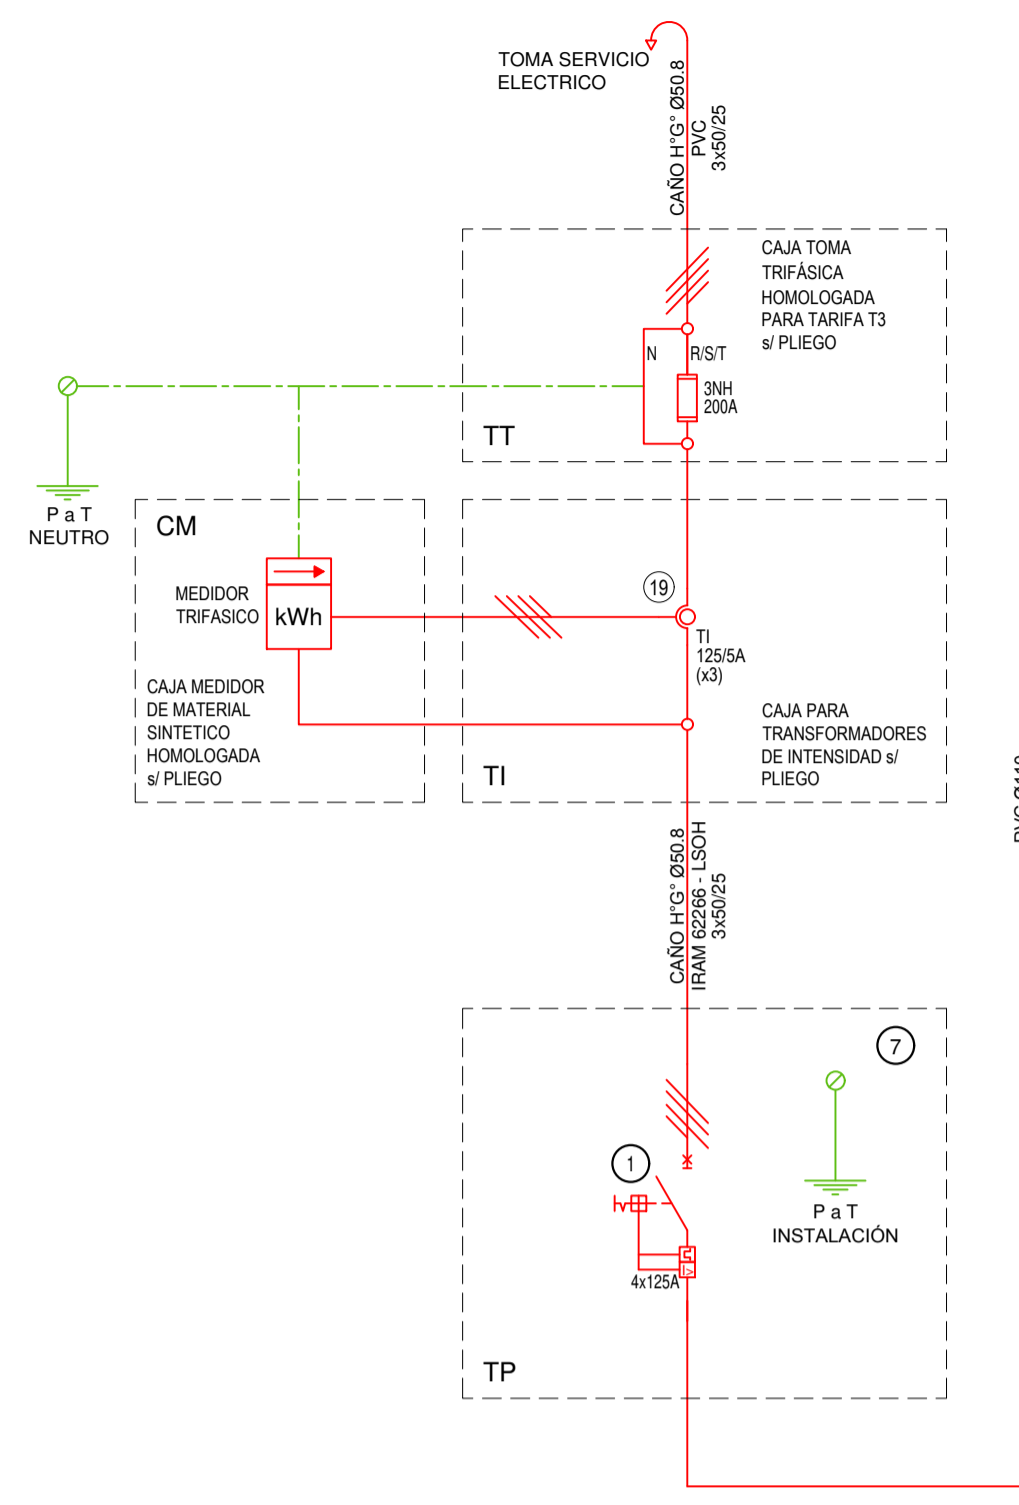 TOMA SERVICIO
ELECTRICO
CAÑO H°G° Ø50.8
PVC
3x50/25
CAJA TOMA
TRIFÁSICA
HOMOLOGADA
PARA TARIFA T3
s/ PLIEGO
N
R/S/T
3NH
200A
TT
P a T
NEUTRO
CM
MEDIDOR
TRIFASICO
kWh
CAJA MEDIDOR
DE MATERIAL
SINTETICO
HOMOLOGADA
s/ PLIEGO
19
TI
125/5A
(x3)
CAJA PARA
TRANSFORMADORES
DE INTENSIDAD s/
PLIEGO
TI
CAÑO H°G° Ø50.8
IRAM 62266 - LSOH
3x50/25
7
1
P a T
INSTALACIÓN
I>
4x125A
TP